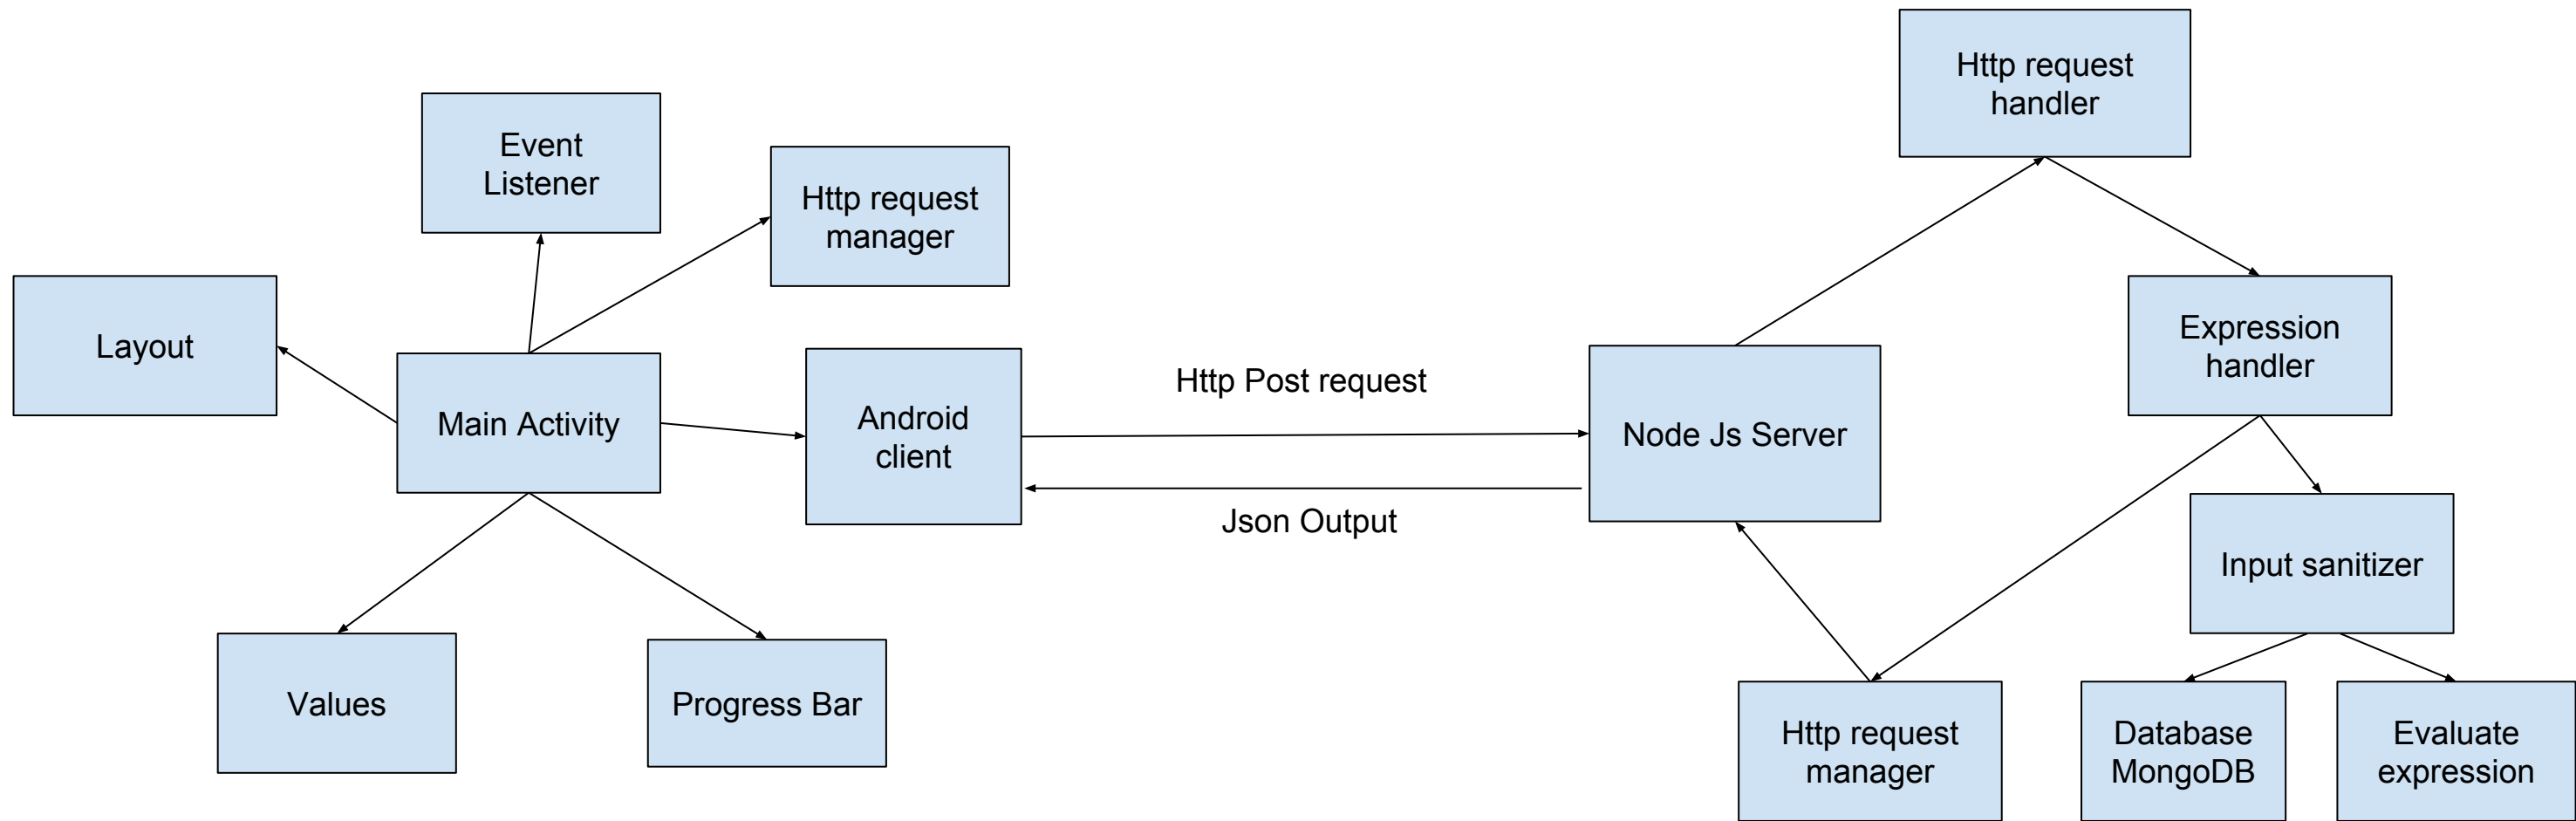 Http request
handler
Event
Listener
Http request
manager
Layout
Main Activity
Android
client
Http Post request
Json Output
Node Js Server
Expression
handler
Input sanitizer
Values
Progress Bar
Http request
manager
Database
MongoDB
Evaluate
expression